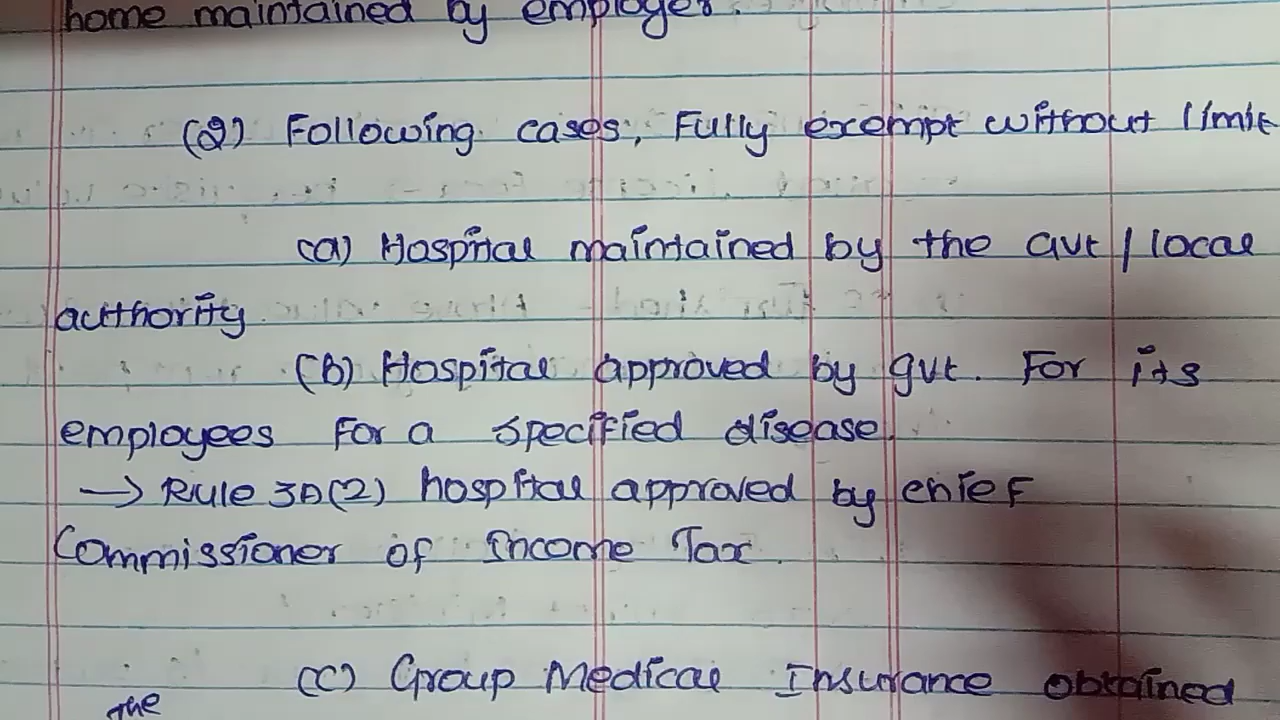 home maintained by employer.
(2) Following cases, Fully exempt without limit
(a) Hospital maintained by the gvt / local
authority
(b) Hospital approved by gvt. For its
employees For a specified disease.
→ Rule 3A(2) hospital approved by chief
Commissioner of Income Tax.
(C) Group Medical Insurance obtained
the